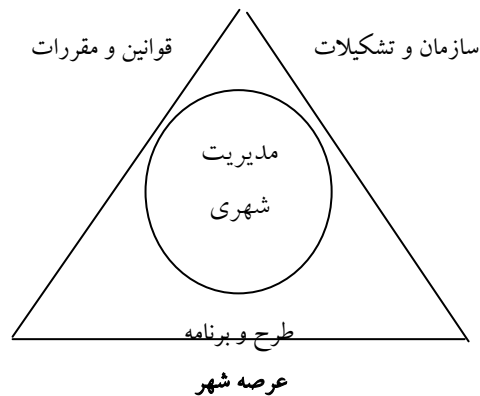 سازمان و تشکیلات
قوانین و مقررات
مدیریت
شهری
طرح و برنامه
عرصه شهر